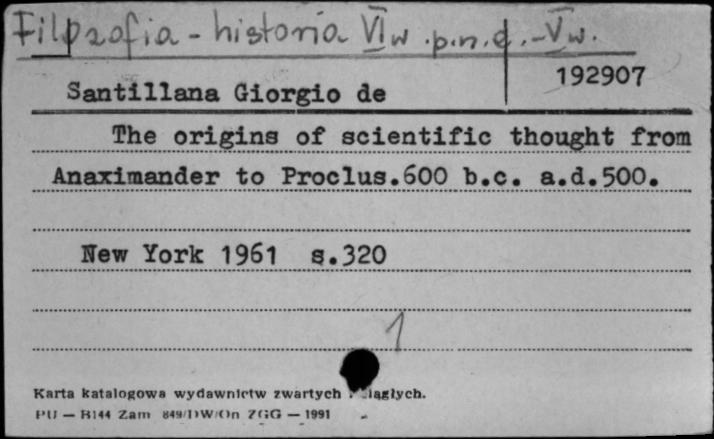 Filozofia - historia VI w. p.n.e. - V w.
192907
Santillana Giorgio de
The origins of scientific thought from
Anaximander to Proclus.600 b.c. a.d.500.
New York 1961 s.320
1
Karta katalogowa wydawnictw zwartych i ciągłych.
PU — B144 Zam 849/DW/On ZGG — 1991